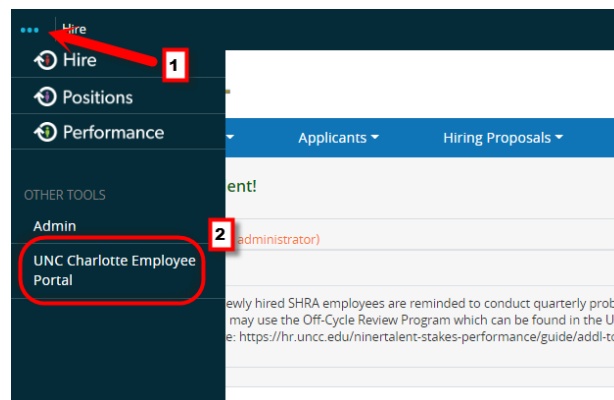 Hire
Hire
1
Positions
Performance
Applicants
Hiring Proposals
OTHER TOOLS
ent!
Admin
2
administrator)
UNC Charlotte Employee
Portal
ewly hired SHRA employees are reminded to conduct quarterly prob
may use the Off-Cycle Review Program which can be found in the U
e: https://hr.uncc.edu/ninertalent-stakes-performance/guide/addl-to